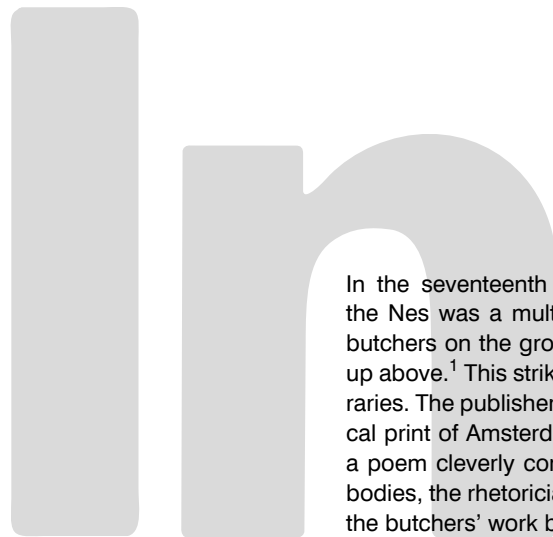 In
In the seventeenth
the Nes was a mult
butchers on the gro
up above.¹ This strik
raries. The publisher
cal print of Amsterd
a poem cleverly co
bodies, the rhetoricia
the butchers' work b